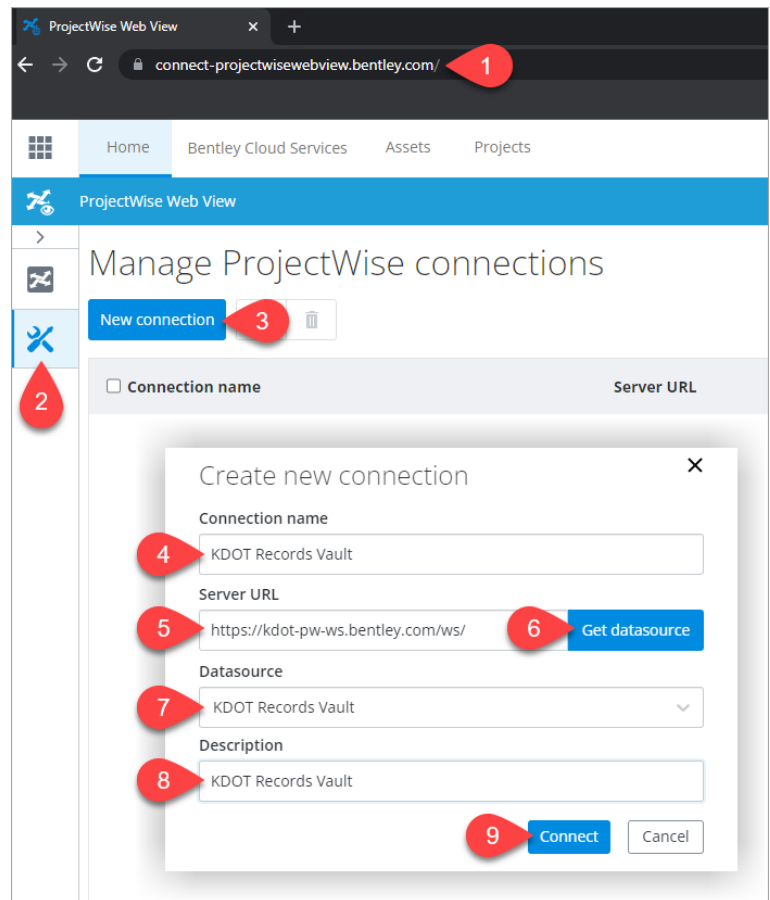 ProjectWise Web View
connect-projectwisewebview.bentley.com/ 1
Home Bentley Cloud Services Assets Projects
ProjectWise Web View
Manage ProjectWise connections
New connection 3
2
Connection name Server URL
Create new connection
Connection name
4 KDOT Records Vault
Server URL
5 https://kdot-pw-ws.bentley.com/ws/ 6 Get datasource
Datasource
7 KDOT Records Vault
Description
8 KDOT Records Vault
9 Connect Cancel